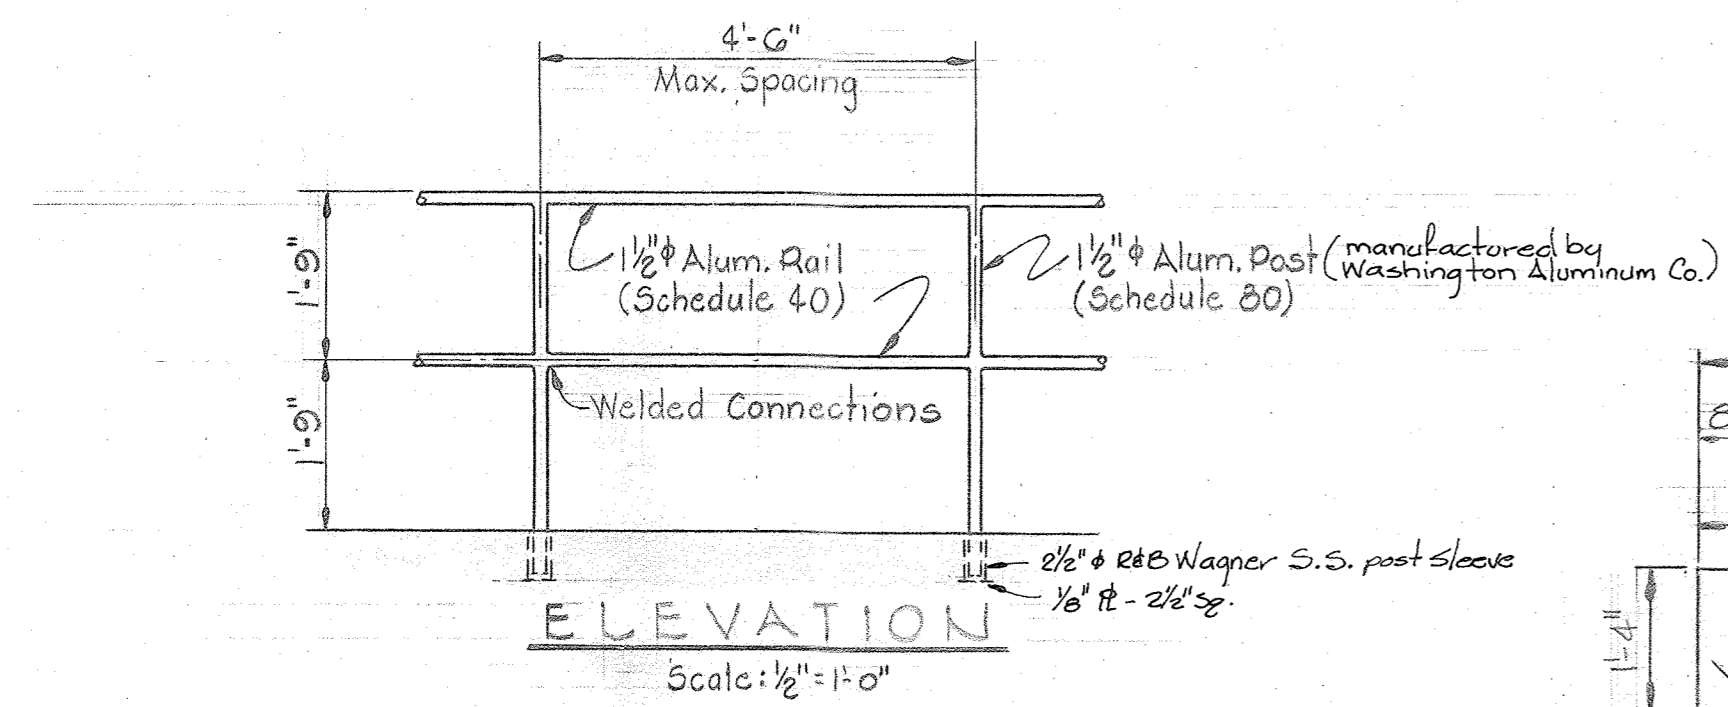 4'-6"
Max. Spacing
1'-9"
1½"ϕ Alum. Rail
(Schedule 40)
1½"ϕ Alum. Post (manufactured by
Washington Aluminum Co.)
(Schedule 80)
1'-9"
Welded Connections
8
2½"ϕ R&B Wagner S.S. post sleeve
⅛" ⅊ - 2½" sq.
1'-4"
ELEVATION
Scale: ½" = 1'-0"